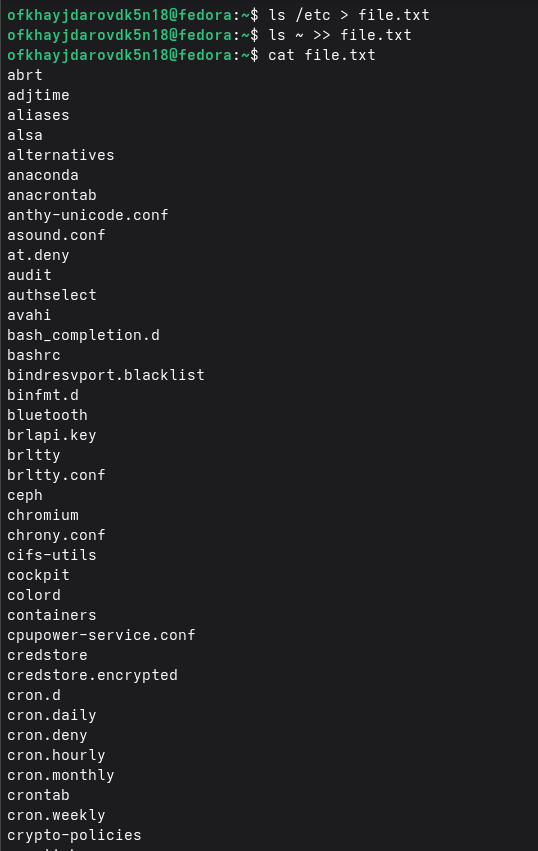 ofkhayjdarovdk5n18@fedora:~$ ls /etc > file.txt
ofkhayjdarovdk5n18@fedora:~$ ls ~ >> file.txt
ofkhayjdarovdk5n18@fedora:~$ cat file.txt
abrt
adjtime
aliases
alsa
alternatives
anaconda
anacrontab
anthy-unicode.conf
asound.conf
at.deny
audit
authselect
avahi
bash_completion.d
bashrc
bindresvport.blacklist
binfmt.d
bluetooth
brlapi.key
brltty
brltty.conf
ceph
chromium
chrony.conf
cifs-utils
cockpit
colord
containers
cpupower-service.conf
credstore
credstore.encrypted
cron.d
cron.daily
cron.deny
cron.hourly
cron.monthly
crontab
cron.weekly
crypto-policies